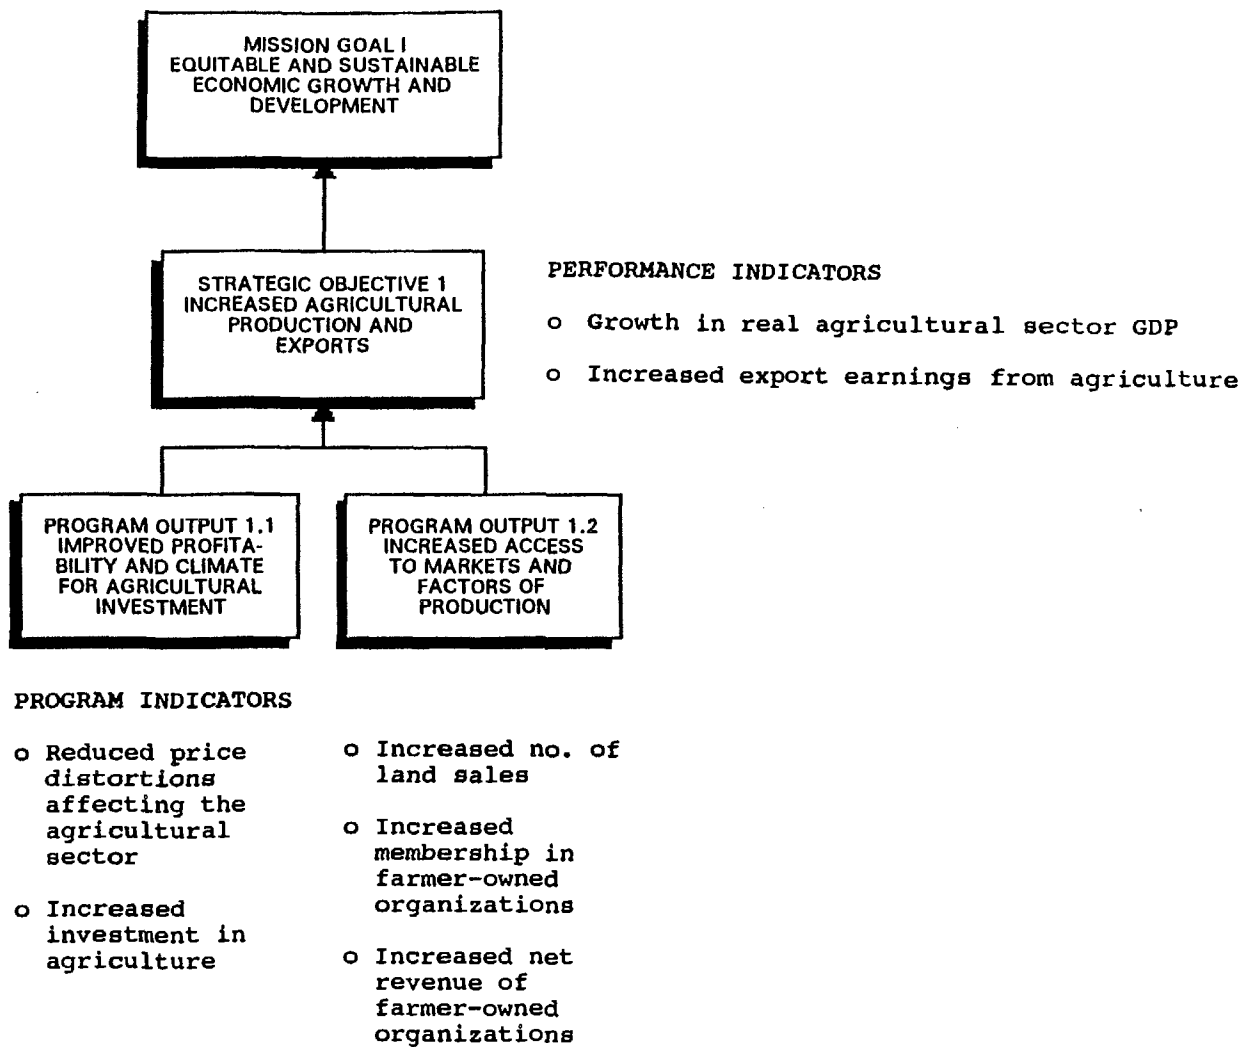 MISSION GOAL I
EQUITABLE AND SUSTAINABLE
ECONOMIC GROWTH AND
DEVELOPMENT
STRATEGIC OBJECTIVE 1
INCREASED AGRICULTURAL
PRODUCTION AND
EXPORTS
PERFORMANCE INDICATORS
o Growth in real agricultural sector GDP
o Increased export earnings from agriculture
PROGRAM OUTPUT 1.1
IMPROVED PROFITA-
BILITY AND CLIMATE
FOR AGRICULTURAL
INVESTMENT
PROGRAM OUTPUT 1.2
INCREASED ACCESS
TO MARKETS AND
FACTORS OF
PRODUCTION
PROGRAM INDICATORS
o Reduced price
distortions
affecting the
agricultural
sector
o Increased
investment in
agriculture
o Increased no. of
land sales
o Increased
membership in
farmer-owned
organizations
o Increased net
revenue of
farmer-owned
organizations